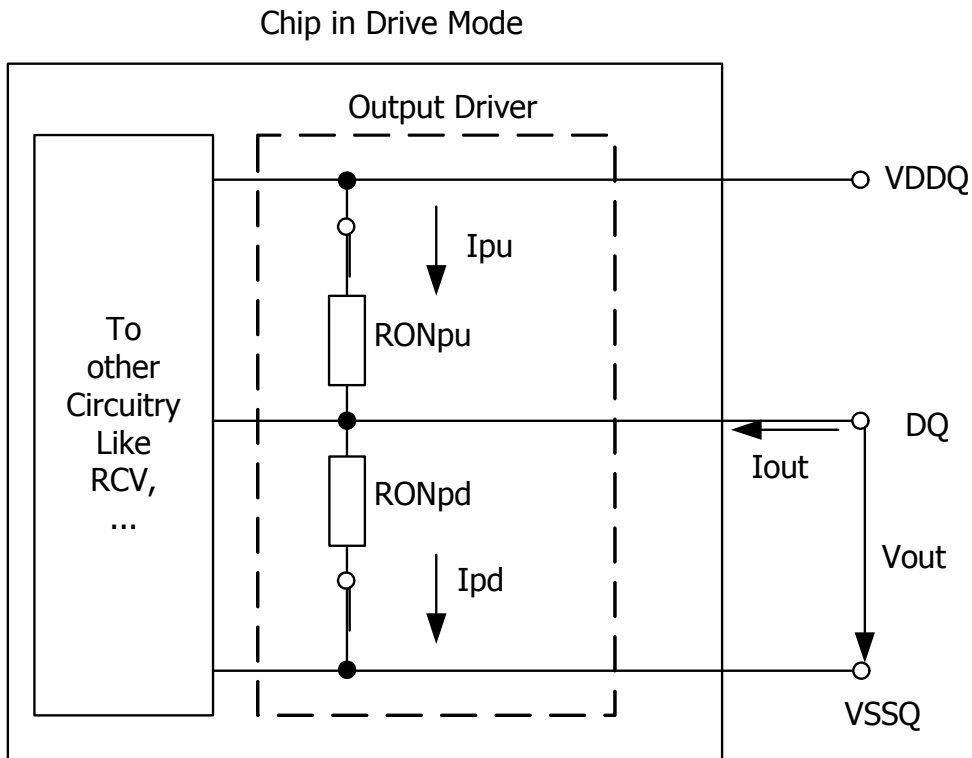 Chip in Drive Mode
Output Driver
VDDQ
Ipu
RONpu
To
other
Circuitry
Like
RCV,
...
DQ
Iout
RONpd
Vout
Ipd
VSSQ